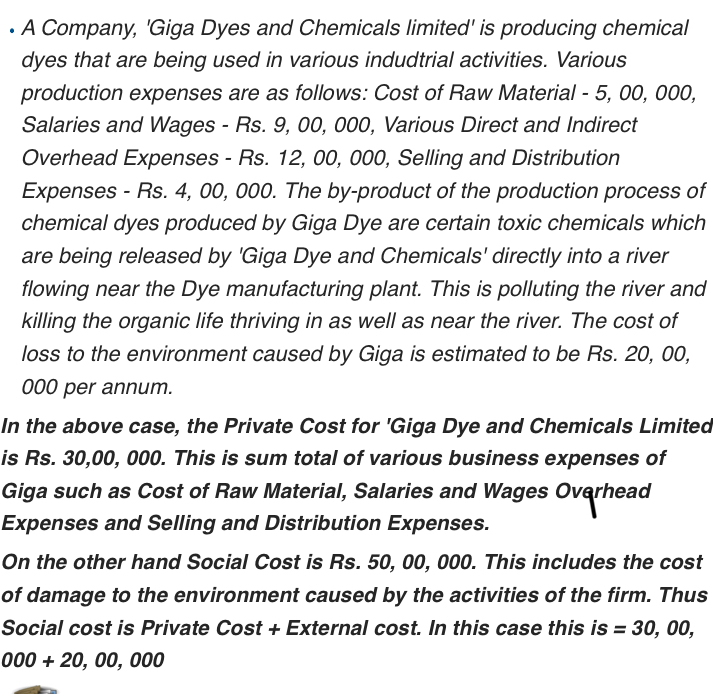 • A Company, 'Giga Dyes and Chemicals limited' is producing chemical
dyes that are being used in various indudtrial activities. Various
production expenses are as follows: Cost of Raw Material - 5, 00, 000,
Salaries and Wages - Rs. 9, 00, 000, Various Direct and Indirect
Overhead Expenses - Rs. 12, 00, 000, Selling and Distribution
Expenses - Rs. 4, 00, 000. The by-product of the production process of
chemical dyes produced by Giga Dye are certain toxic chemicals which
are being released by 'Giga Dye and Chemicals' directly into a river
flowing near the Dye manufacturing plant. This is polluting the river and
killing the organic life thriving in as well as near the river. The cost of
loss to the environment caused by Giga is estimated to be Rs. 20, 00,
000 per annum.
In the above case, the Private Cost for 'Giga Dye and Chemicals Limited
is Rs. 30,00, 000. This is sum total of various business expenses of
Giga such as Cost of Raw Material, Salaries and Wages Overhead
Expenses and Selling and Distribution Expenses.
On the other hand Social Cost is Rs. 50, 00, 000. This includes the cost
of damage to the environment caused by the activities of the firm. Thus
Social cost is Private Cost + External cost. In this case this is = 30, 00,
000 + 20, 00, 000